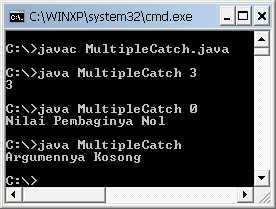 C:\WINXP\system32\cmd.exe
C:\>javac MultipleCatch.java
C:\>java MultipleCatch 3
3
C:\>java MultipleCatch 0
Nilai Pembaginya Nol
C:\>java MultipleCatch
Argumennya Kosong
C:\>